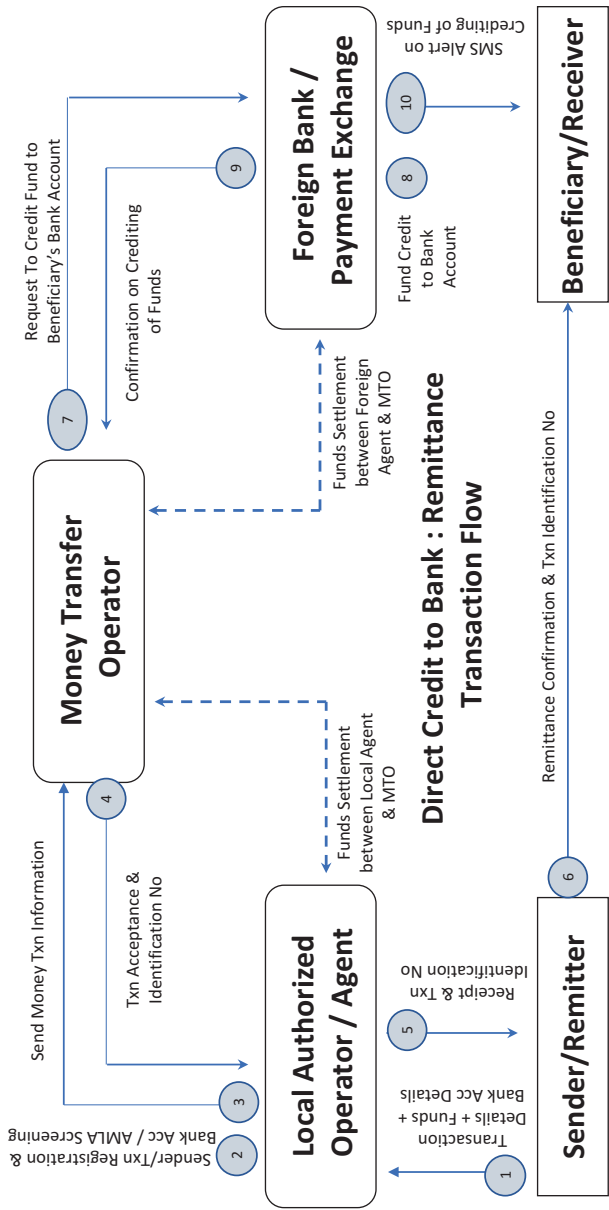 Send Money Txn Information
Request To Credit Fund to
Beneficiary's Bank Account
Money Transfer
Operator
7
4
Txn Acceptance &
Identification No
Confirmation on Crediting
of Funds
Sender/Txn Registration &
Bank Acc / AMLA Screening
2
3
9
Local Authorized
Operator / Agent
Funds Settlement
between Local Agent
& MTO
Funds Settlement
between Foreign
Agent & MTO
Foreign Bank /
Payment Exchange
Transaction
Details + Funds +
Bank Acc Details
1
5
Receipt & Txn
Identification No
Direct Credit to Bank : Remittance
Transaction Flow
Fund Credit
to Bank
Account
8
10
SMS Alert on
Crediting of Funds
Sender/Remitter
6
Remittance Confirmation & Txn Identification No
Beneficiary/Receiver